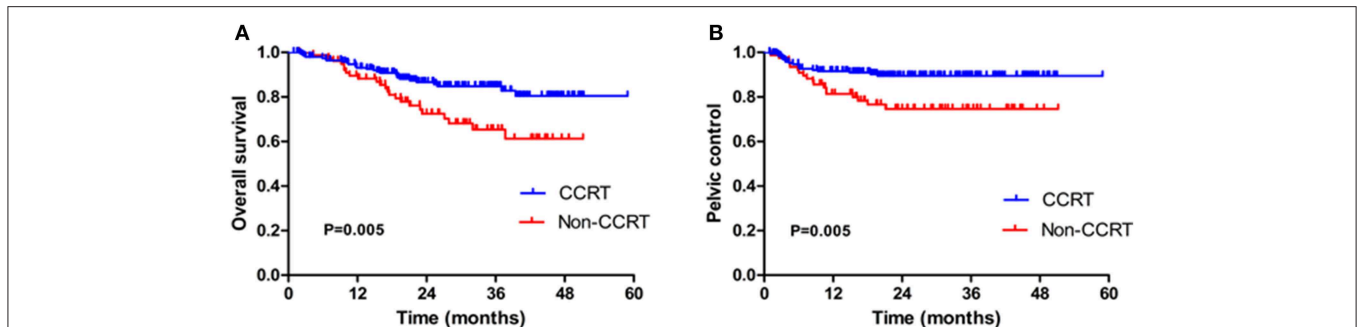 A
Overall survival
1.0
0.8
0.6
0.4
0.2
0.0
CCRT
Non-CCRT
P=0.005
0 12 24 36 48 60
Time (months)
B
Pelvic control
1.0
0.8
0.6
0.4
0.2
0.0
CCRT
Non-CCRT
P=0.005
0 12 24 36 48 60
Time (months)